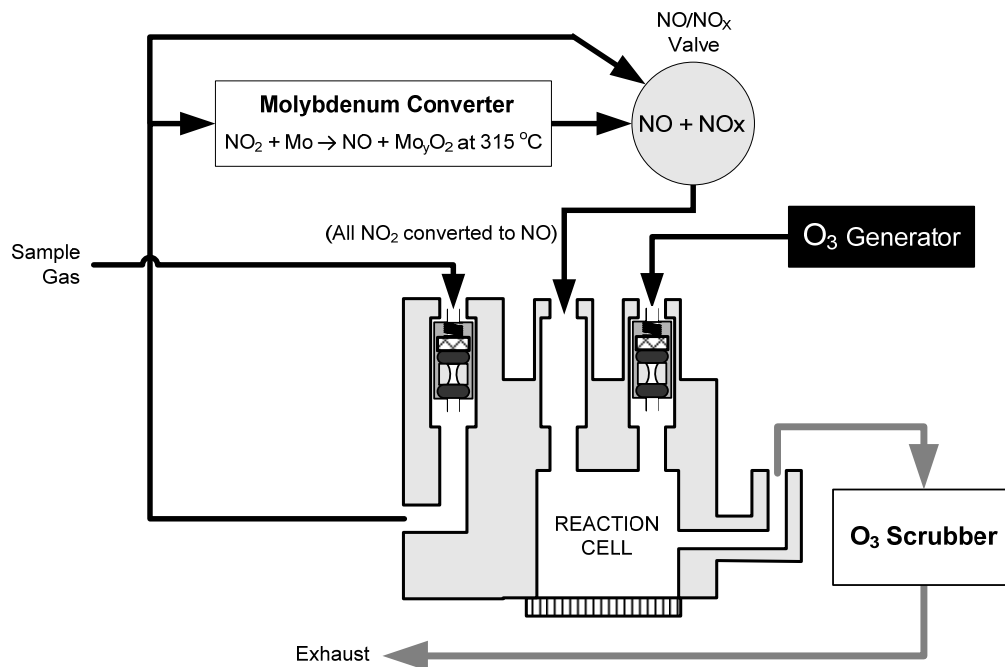 NO/NOX
Valve
Molybdenum Converter
NO₂ + Mo → NO + MoyO₂ at 315 °C
NO + NOx
(All NO₂ converted to NO)
O₃ Generator
Sample
Gas
REACTION
CELL
O₃ Scrubber
Exhaust